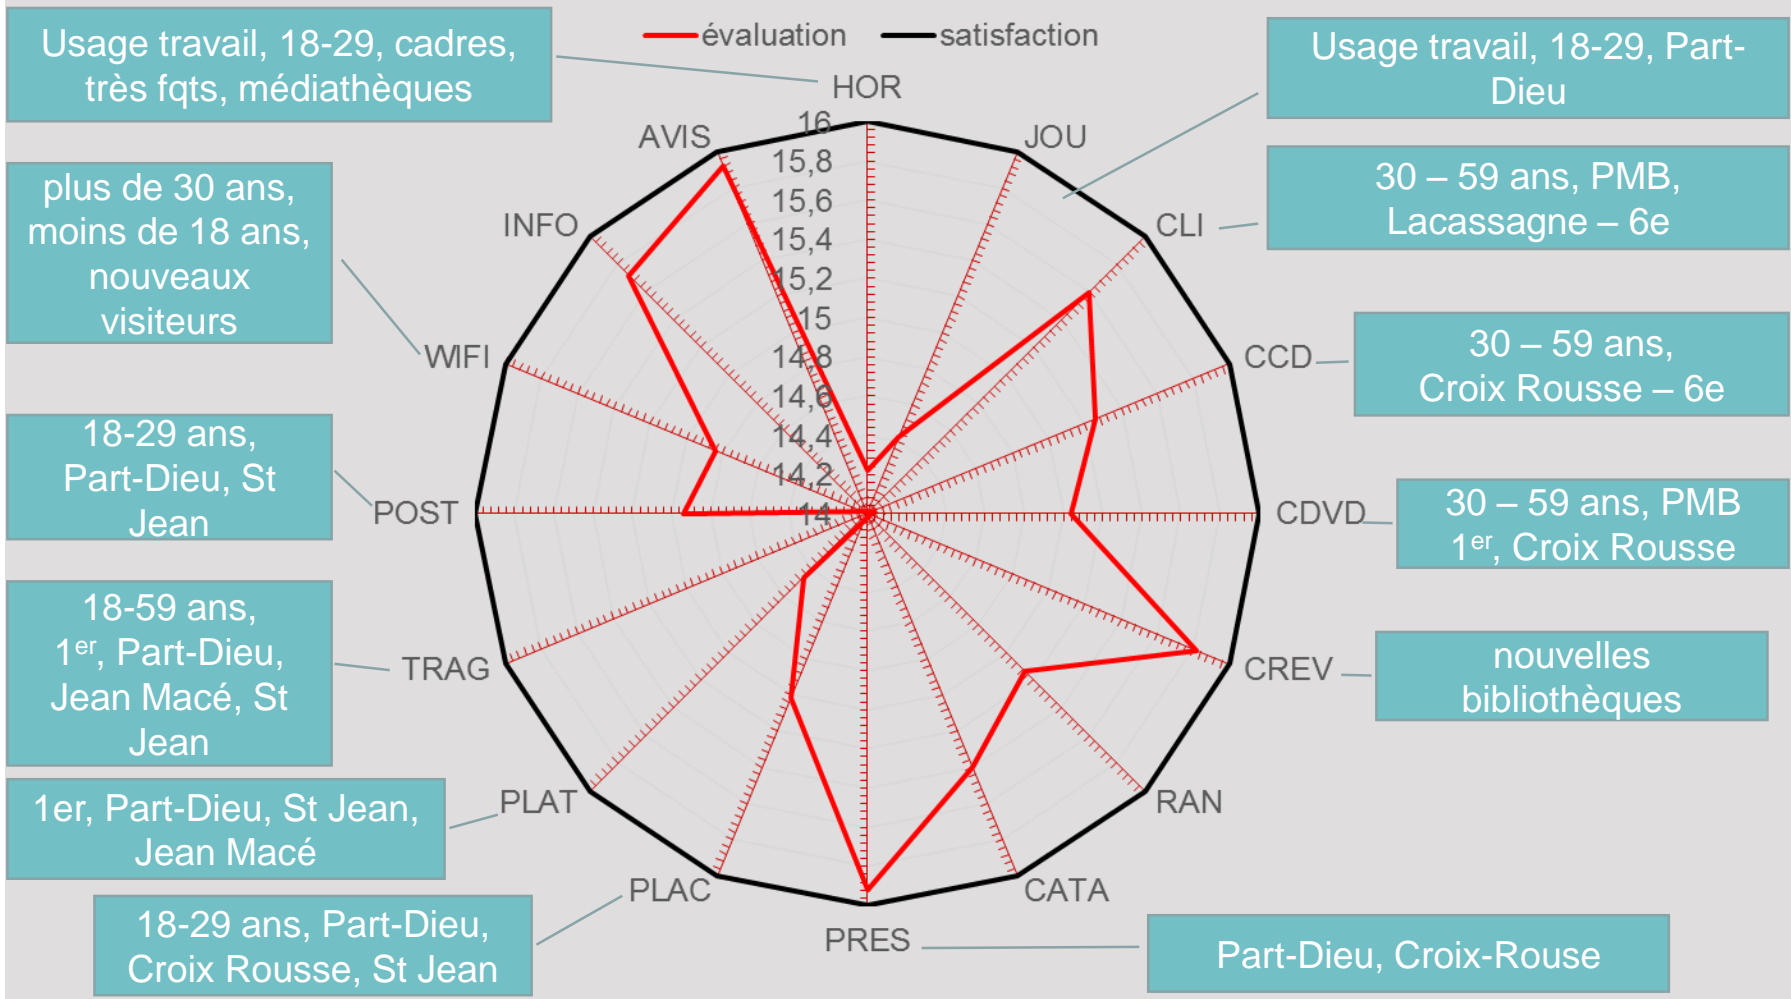 Usage travail, 18-29, cadres,
très fqts, médiathèques
évaluation
satisfaction
Usage travail, 18-29, Part-
Dieu
HOR
JOU
CLI
CCD
CDVD
CREV
RAN
CATA
PRES
PLAC
PLAT
TRAG
POST
WIFI
INFO
AVIS
16
15,8
15,6
15,4
15,2
15
14,8
14,6
14,4
14,2
14
30 – 59 ans, PMB,
Lacassagne – 6e
30 – 59 ans,
Croix Rousse – 6e
30 – 59 ans, PMB
1er, Croix Rousse
nouvelles
bibliothèques
Part-Dieu, Croix-Rouse
plus de 30 ans,
moins de 18 ans,
nouveaux
visiteurs
18-29 ans,
Part-Dieu, St
Jean
18-59 ans,
1er, Part-Dieu,
Jean Macé, St
Jean
1er, Part-Dieu, St Jean,
Jean Macé
18-29 ans, Part-Dieu,
Croix Rousse, St Jean